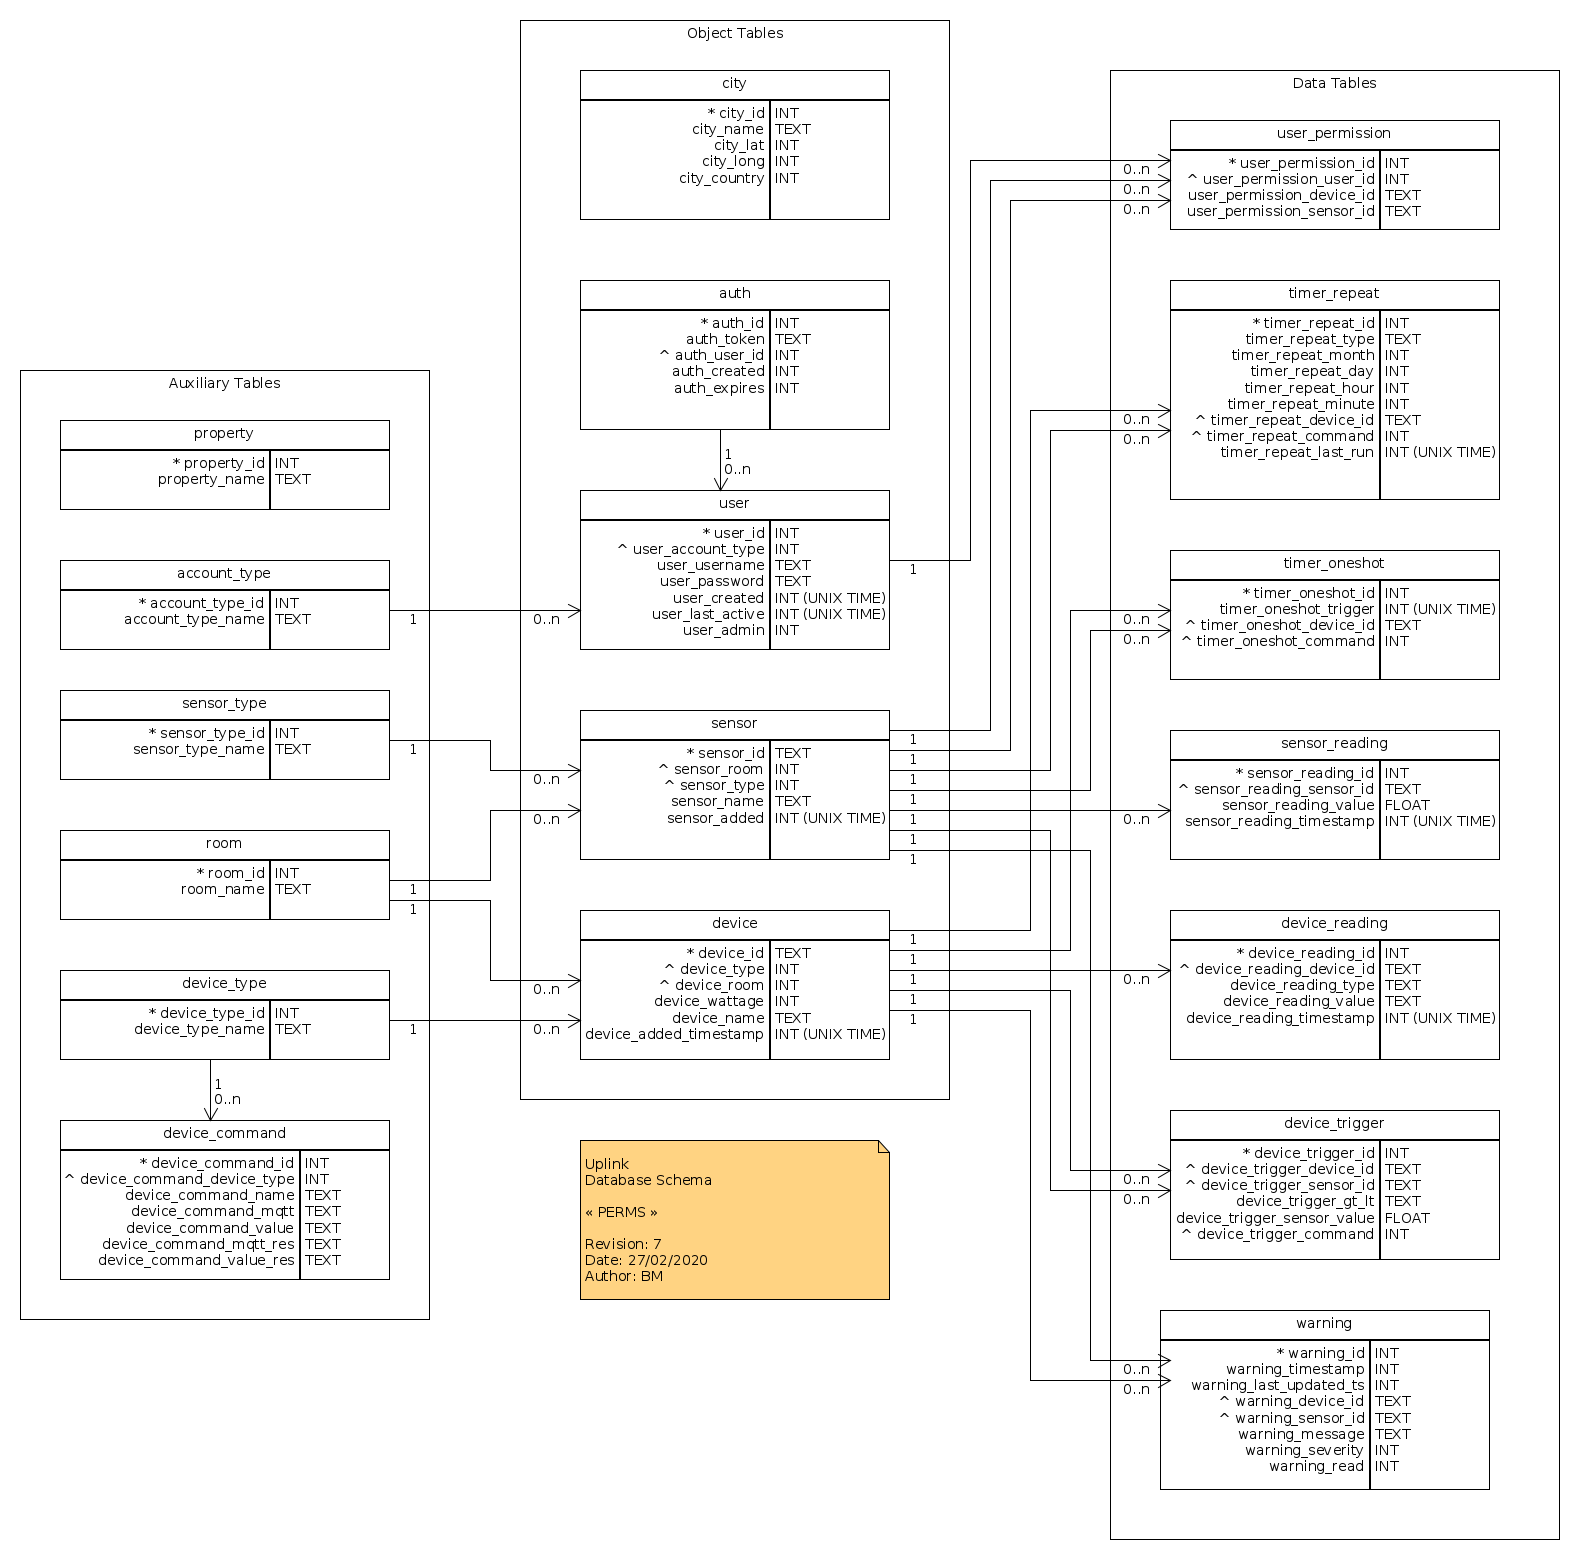 Object Tables
city
* city_id INT
city_name TEXT
city_lat INT
city_long INT
city_country INT
auth
* auth_id INT
auth_token TEXT
^ auth_user_id INT
auth_created INT
auth_expires INT
1
0..n
user
* user_id INT
^ user_account_type INT
user_username TEXT
user_password TEXT
user_created INT (UNIX TIME)
user_last_active INT (UNIX TIME)
user_admin INT
1
0..n
sensor
* sensor_id TEXT
^ sensor_room INT
^ sensor_type INT
sensor_name TEXT
sensor_added INT (UNIX TIME)
1
1
1
1
1
1
1
0..n
0..n
device
* device_id TEXT
^ device_type INT
^ device_room INT
device_wattage INT
device_name TEXT
device_added_timestamp INT (UNIX TIME)
1
1
1
1
1
0..n
0..n
Auxiliary Tables
property
* property_id INT
property_name TEXT
account_type
* account_type_id INT
account_type_name TEXT
1
sensor_type
* sensor_type_id INT
sensor_type_name TEXT
1
room
* room_id INT
room_name TEXT
1
1
device_type
* device_type_id INT
device_type_name TEXT
1
1
0..n
device_command
* device_command_id INT
^ device_command_device_type INT
device_command_name TEXT
device_command_mqtt TEXT
device_command_value TEXT
device_command_mqtt_res TEXT
device_command_value_res TEXT
Uplink
Database Schema
« PERMS »
Revision: 7
Date: 27/02/2020
Author: BM
Data Tables
user_permission
* user_permission_id INT
^ user_permission_user_id INT
user_permission_device_id TEXT
user_permission_sensor_id TEXT
0..n
0..n
0..n
timer_repeat
* timer_repeat_id INT
timer_repeat_type TEXT
timer_repeat_month INT
timer_repeat_day INT
timer_repeat_hour INT
timer_repeat_minute INT
^ timer_repeat_device_id TEXT
^ timer_repeat_command INT
timer_repeat_last_run INT (UNIX TIME)
0..n
0..n
timer_oneshot
* timer_oneshot_id INT
timer_oneshot_trigger INT (UNIX TIME)
^ timer_oneshot_device_id TEXT
^ timer_oneshot_command INT
0..n
0..n
sensor_reading
* sensor_reading_id INT
^ sensor_reading_sensor_id TEXT
sensor_reading_value FLOAT
sensor_reading_timestamp INT (UNIX TIME)
0..n
device_reading
* device_reading_id INT
^ device_reading_device_id TEXT
device_reading_type TEXT
device_reading_value TEXT
device_reading_timestamp INT (UNIX TIME)
0..n
device_trigger
* device_trigger_id INT
^ device_trigger_device_id TEXT
^ device_trigger_sensor_id TEXT
device_trigger_gt_lt TEXT
device_trigger_sensor_value FLOAT
^ device_trigger_command INT
0..n
0..n
warning
* warning_id INT
warning_timestamp INT
warning_last_updated_ts INT
^ warning_device_id TEXT
^ warning_sensor_id TEXT
warning_message TEXT
warning_severity INT
warning_read INT
0..n
0..n